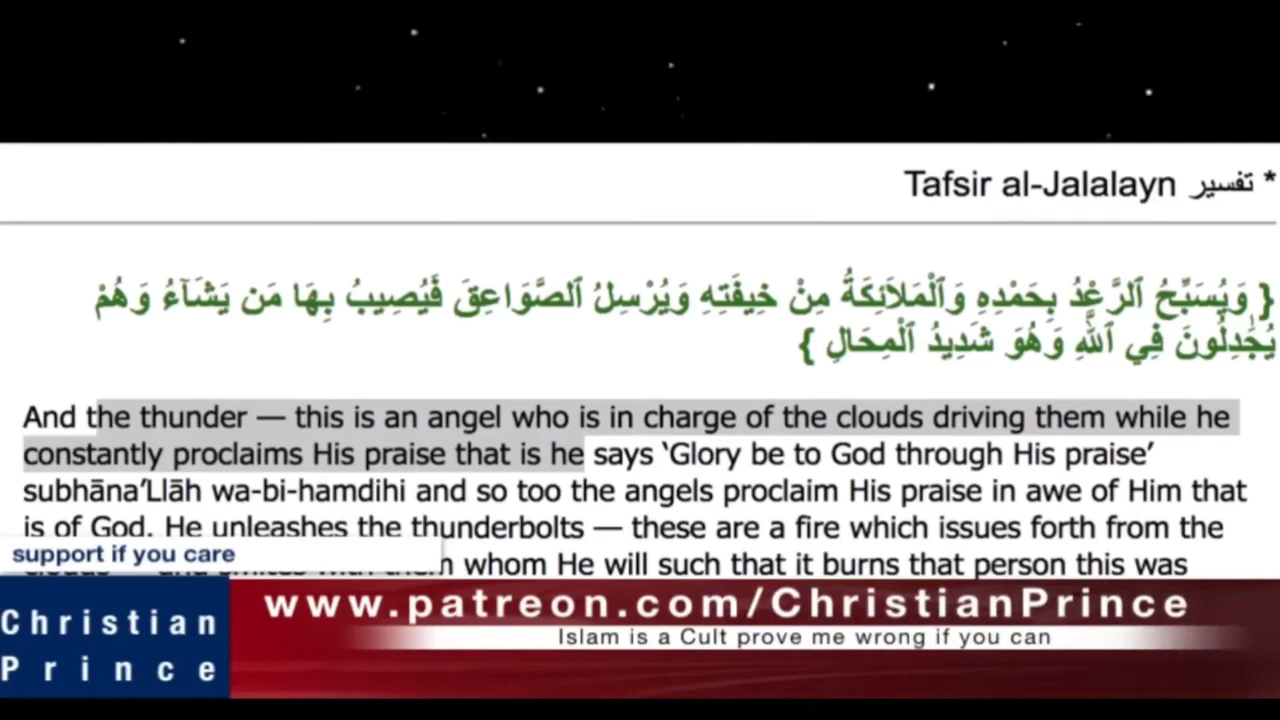 * تفسير Tafsir al-Jalalayn
{ وَيُسَبِّحُ ٱلرَّعْدُ بِحَمْدِهِ وَٱلْمَلاَئِكَةُ مِنْ خِيفَتِهِ وَيُرْسِلُ ٱلصَّوَاعِقَ فَيُصِيبُ بِهَا مَن يَشَآءُ وَهُمْ
يُجَٰدِلُونَ فِي ٱللَّهِ وَهُوَ شَدِيدُ ٱلْمِحَالِ }
And the thunder — this is an angel who is in charge of the clouds driving them while he
constantly proclaims His praise that is he says ‘Glory be to God through His praise’
subhāna’Llāh wa-bi-hamdihi and so too the angels proclaim His praise in awe of Him that
is of God. He unleashes the thunderbolts — these are a fire which issues forth from the
whom He will such that it burns that person this was
support if you care
Christian
Prince
www.patreon.com/ChristianPrince
Islam is a Cult prove me wrong if you can